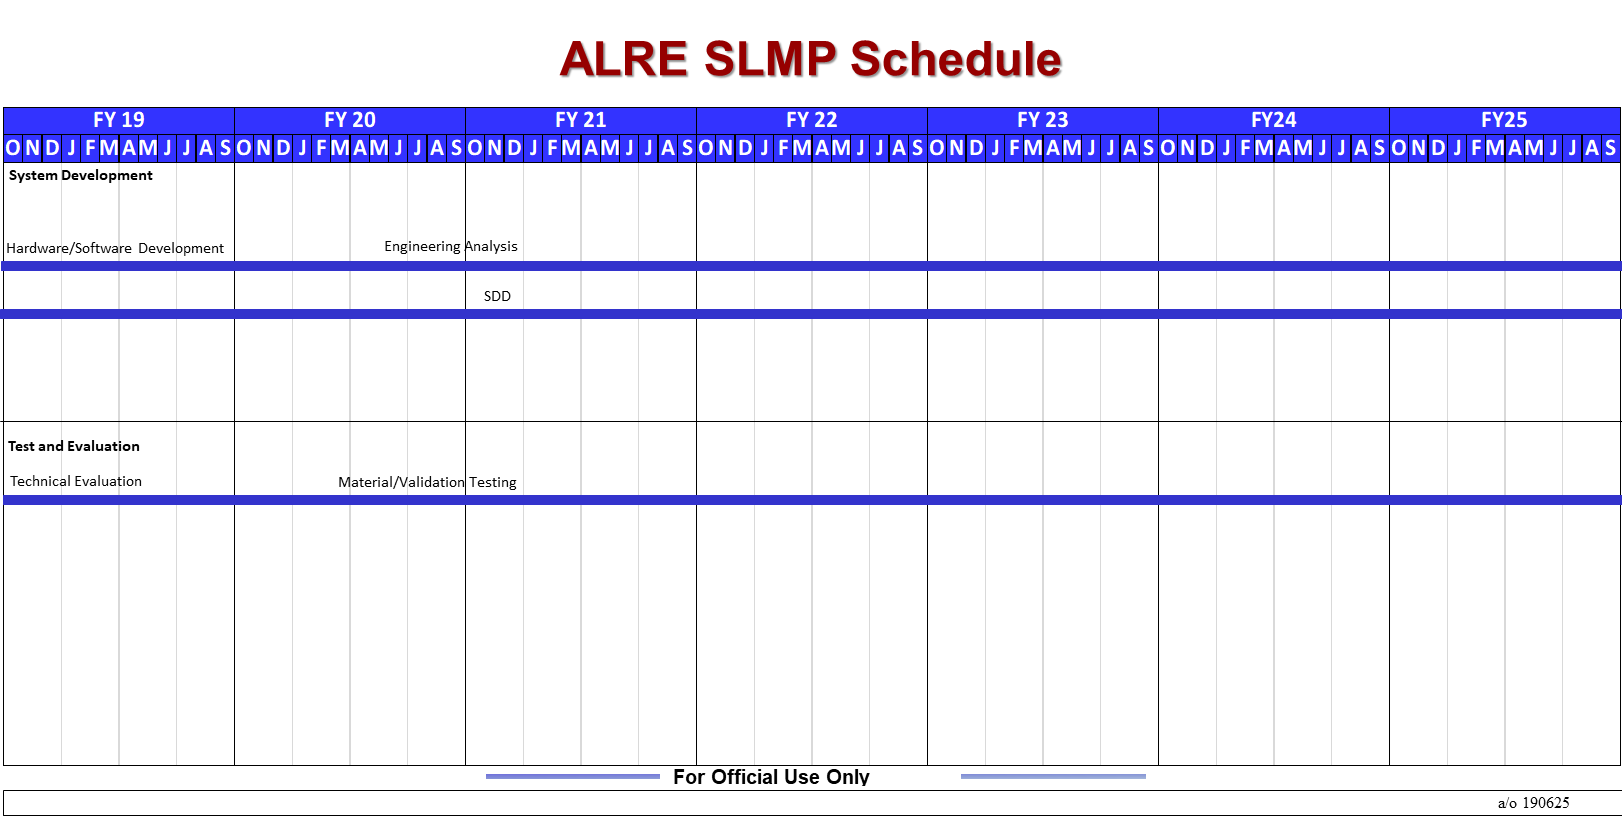 ALRE SLMP Schedule
FY 19 FY 20 FY 21 FY 22 FY 23 FY24 FY25
O N D J F M A M J J A S O N D J F M A M J J A S O N D J F M A M J J A S O N D J F M A M J J A S O N D J F M A M J J A S O N D J F M A M J J A S O N D J F M A M J J A S
System Development
Hardware/Software Development Engineering Analysis
SDD
Test and Evaluation
Technical Evaluation Material/Validation Testing
For Official Use Only
a/o 190625